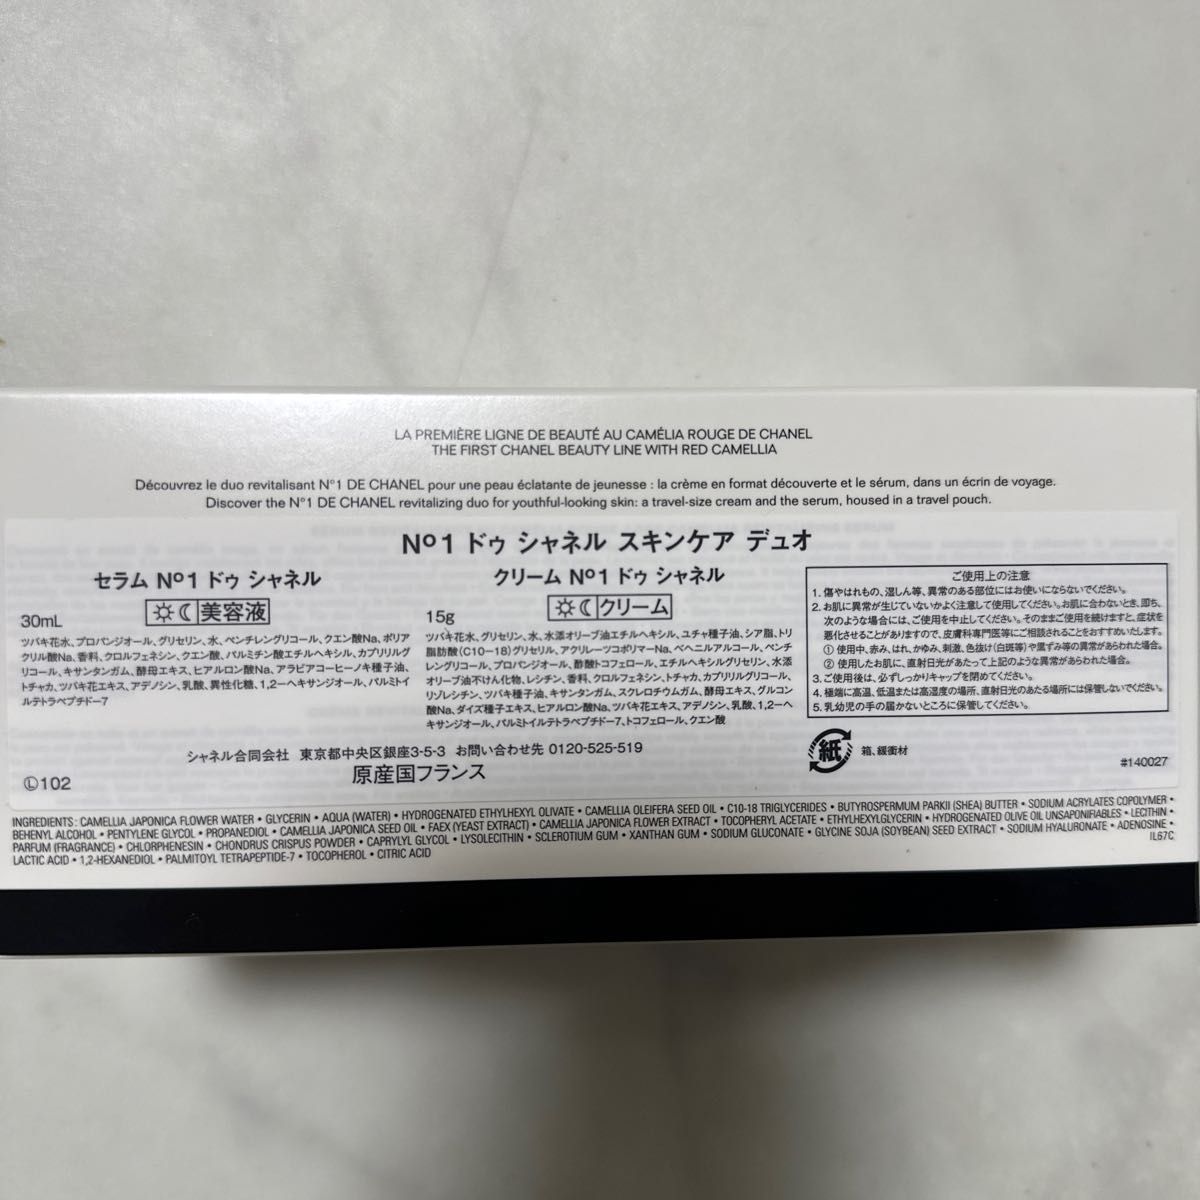 LA PREMIÈRE LIGNE DE BEAUTÉ AU CAMÉLIA ROUGE DE CHANEL
THE FIRST CHANEL BEAUTY LINE WITH RED CAMELLIA
Découvrez le duo revitalisant N°1 DE CHANEL pour une peau éclatante de jeunesse : la crème en format découverte et le sérum, dans un écrin de voyage.
Discover the N°1 DE CHANEL revitalizing duo for youthful-looking skin: a travel-size cream and the serum, housed in a travel pouch.
Nº1 ドゥ シャネル スキンケア デュオ
セラム Nº1 ドゥ シャネル
30mL
美容液
ツバキ花水、プロパンジオール、グリセリン、水、ペンチレングリコール、クエン酸Na、ポリア
クリル酸Na、香料、クロルフェネシン、クエン酸、パルミチン酸エチルヘキシル、カプリリルグ
リコール、キサンタンガム、酵母エキス、ヒアルロン酸Na、アラビアコーヒーノキ種子油、
トチャカ、ツバキ花エキス、アデノシン、乳酸、異性化糖、1,2-ヘキサンジオール、パルミトイ
ルテトラペプチド-7
クリーム Nº1 ドゥ シャネル
15g
クリーム
ツバキ花水、グリセリン、水、水添オリーブ油エチルヘキシル、ユチャ種子油、シア脂、トリ
脂肪酸(C10-18)グリセリル、アクリレーツコポリマーNa、ベヘニルアルコール、ペンチ
レングリコール、プロパンジオール、酢酸トコフェロール、エチルヘキシルグリセリン、水添
オリーブ油不けん化物、レシチン、香料、クロルフェネシン、トチャカ、カプリリルグリコール、
リゾレシチン、ツバキ種子油、キサンタンガム、スクレロチウムガム、酵母エキス、グルコン
酸Na、ダイズ種子エキス、ヒアルロン酸Na、ツバキ花エキス、アデノシン、乳酸、1,2-ヘ
キサンジオール、パルミトイルテトラペプチド-7、トコフェロール、クエン酸
ご使用上の注意
1. 傷やはれもの、湿しん等、異常のある部位にはお使いにならないでください。
2. お肌に異常が生じていないかよく注意して使用してください。お肌に合わないとき、即ち、
次のような場合には、使用を中止してください。そのままご使用を続けますと、症状を
悪化させることがありますので、皮膚科専門医等にご相談されることをおすすめいたします。
① 使用中、赤み、はれ、かゆみ、刺激、色抜け(白斑等)や黒ずみ等の異常があらわれた場合。
② 使用したお肌に、直射日光があたって上記のような異常があらわれた場合。
3. ご使用後は、必ずしっかりキャップを閉めてください。
4. 極端に高温、低温または高湿度の場所、直射日光のあたる場所には保管しないでください。
5. 乳幼児の手の届かないところに保管してください。
シャネル合同会社 東京都中央区銀座3-5-3 お問い合わせ先 0120-525-519
原産国フランス
Ⓛ102
紙
箱、緩衝材
#140027
INGREDIENTS: CAMELLIA JAPONICA FLOWER WATER • GLYCERIN • AQUA (WATER) • HYDROGENATED ETHYLHEXYL OLIVATE • CAMELLIA OLEIFERA SEED OIL • C10-18 TRIGLYCERIDES • BUTYROSPERMUM PARKII (SHEA) BUTTER • SODIUM ACRYLATES COPOLYMER •
BEHENYL ALCOHOL • PENTYLENE GLYCOL • PROPANEDIOL • CAMELLIA JAPONICA SEED OIL • FAEX (YEAST EXTRACT) • CAMELLIA JAPONICA FLOWER EXTRACT • TOCOPHERYL ACETATE • ETHYLHEXYLGLYCERIN • HYDROGENATED OLIVE OIL UNSAPONIFIABLES • LECITHIN •
PARFUM (FRAGRANCE) • CHLORPHENESIN • CHONDRUS CRISPUS POWDER • CAPRYLYL GLYCOL • LYSOLECITHIN • SCLEROTIUM GUM • XANTHAN GUM • SODIUM GLUCONATE • GLYCINE SOJA (SOYBEAN) SEED EXTRACT • SODIUM HYALURONATE • ADENOSINE •
LACTIC ACID • 1,2-HEXANEDIOL • PALMITOYL TETRAPEPTIDE-7 • TOCOPHEROL • CITRIC ACID
IL67C